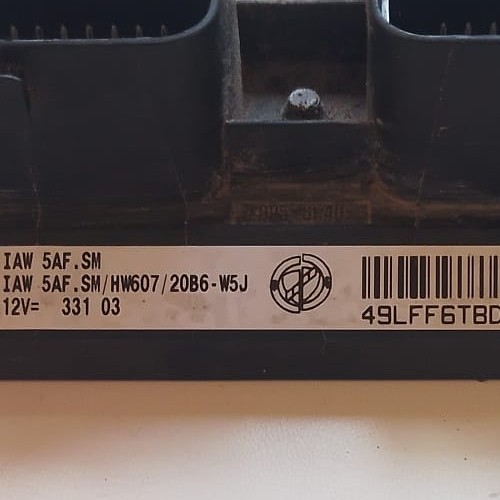 IAW 5AF.SM
IAW 5AF.SM/HW607/20B6-W5J
12V= 331 03
49LFF6TBD